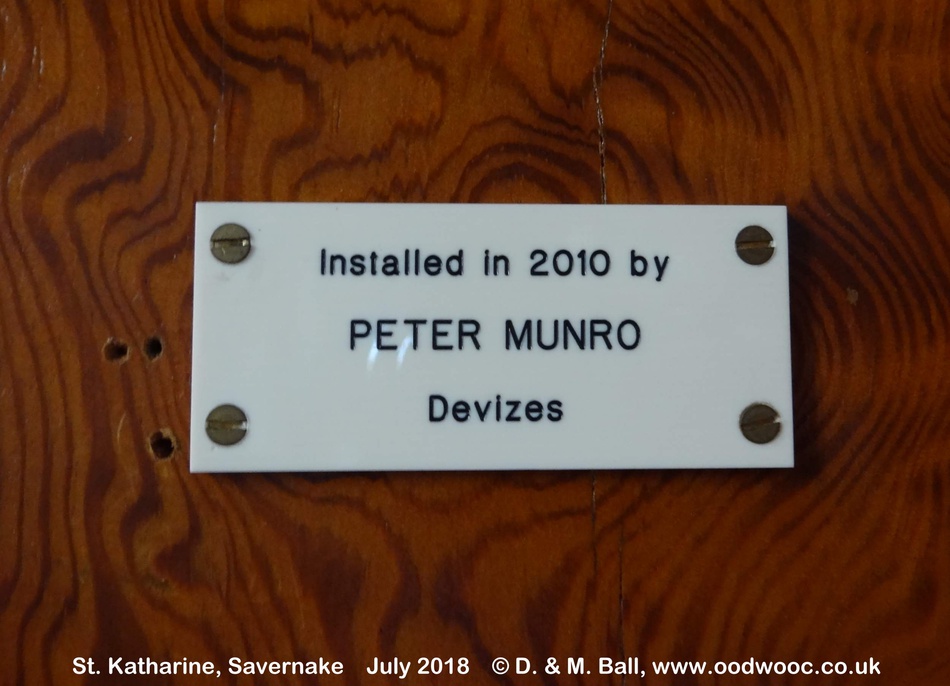 Installed in 2010 by
PETER MUNRO
Devizes
St. Katharine, Savernake July 2018 © D. & M. Ball, www.oodwooc.co.uk